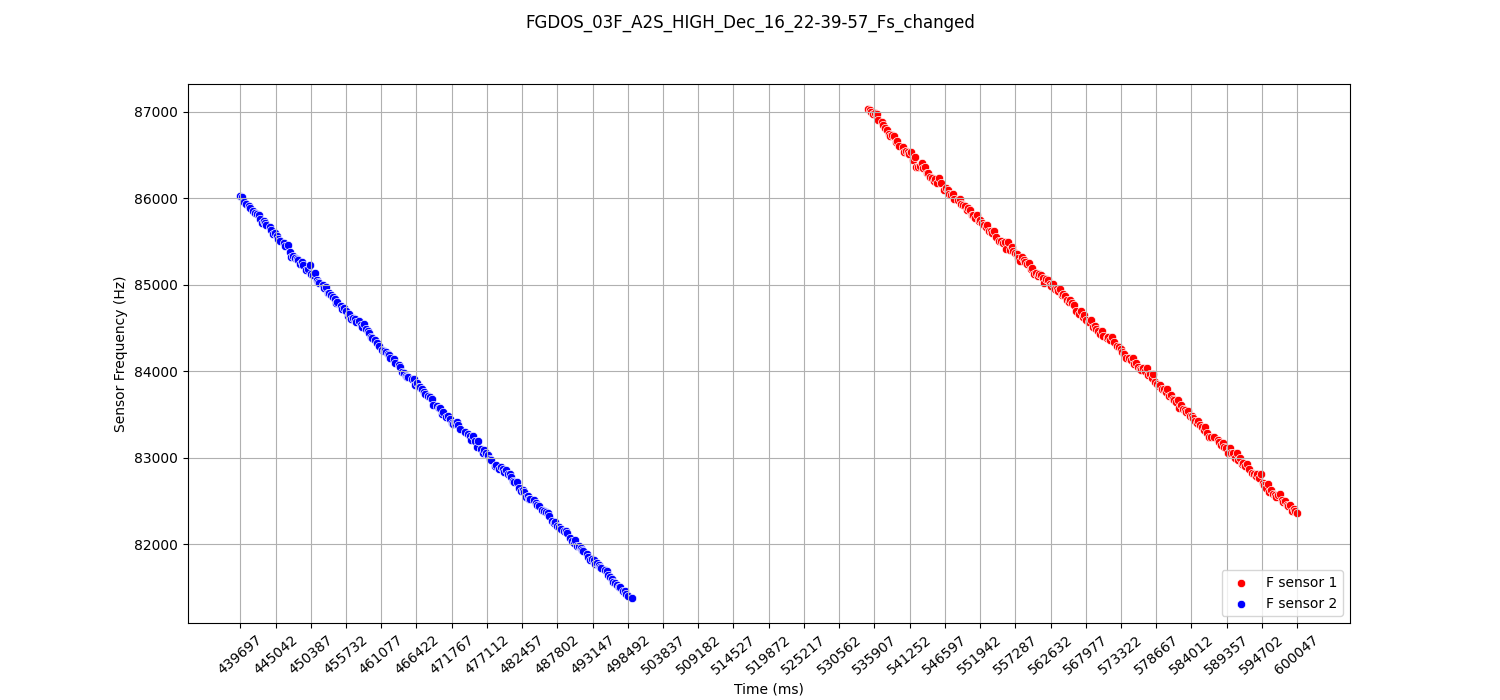 FGDOS_03F_A2S_HIGH_Dec_16_22-39-57_Fs_changed
87000
86000
85000
84000
83000
82000
Sensor Frequency (Hz)
F sensor 1
F sensor 2
439697 445042 450387 455732 461077 466422 471767 477112 482457 487802 493147 498492 503837 509182 514527 519872 525217 530562 535907 541252 546597 551942 557287 562632 567977 573322 578667 584012 589357 594702 600047
Time (ms)